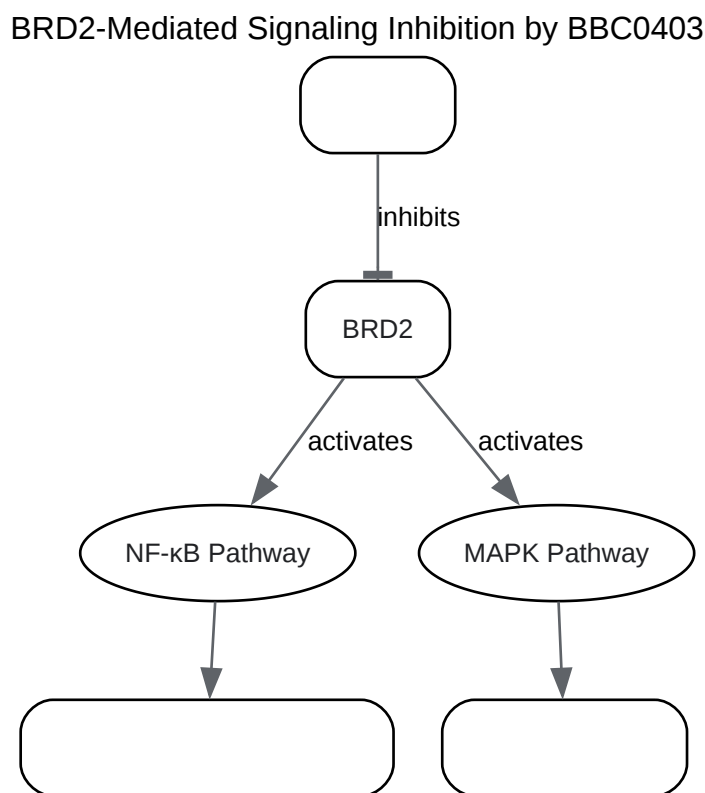 BRD2-Mediated Signaling Inhibition by BBC0403
inhibits
BRD2
activates
activates
NF-κB Pathway
MAPK Pathway